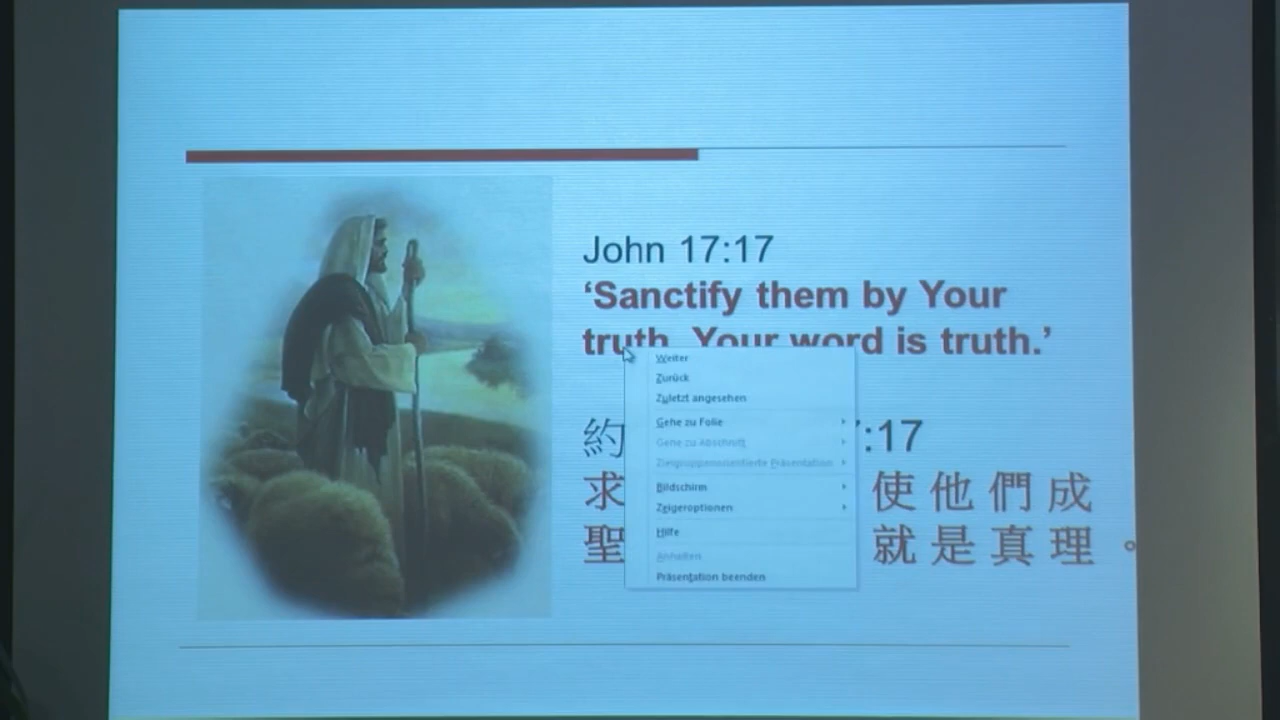 John 17:17
‘Sanctify them by Your
truth. Your word is truth.’
約 7:17
求 使他們成
聖 就是真理。
Weiter
Zurück
Zuletzt angesehen
Gehe zu Folie
Gehe zu Abschnitt
Zielgruppenorientierte Präsentation
Bildschirm
Zeigeroptionen
Hilfe
Anhalten
Präsentation beenden